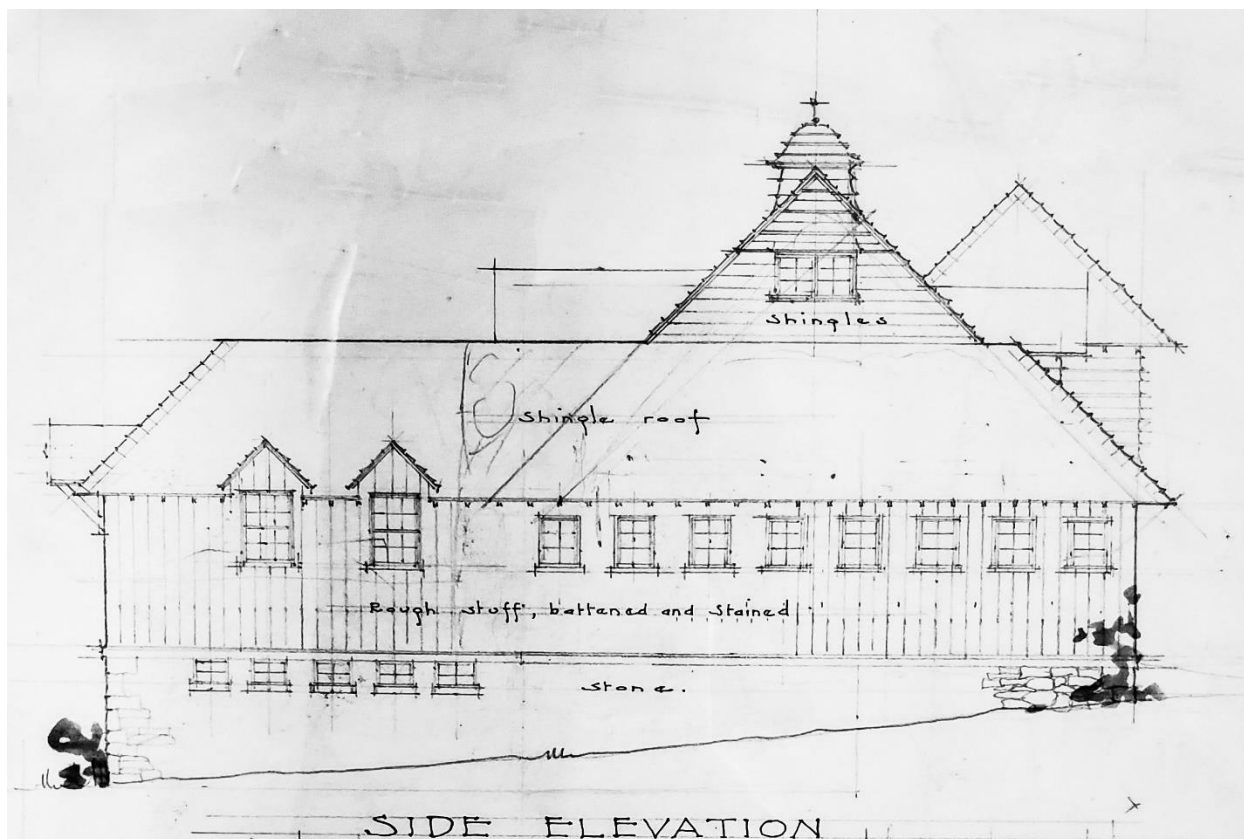 Shingles
Shingle roof
Rough stuff, battened and Stained
Stone.
SIDE ELEVATION